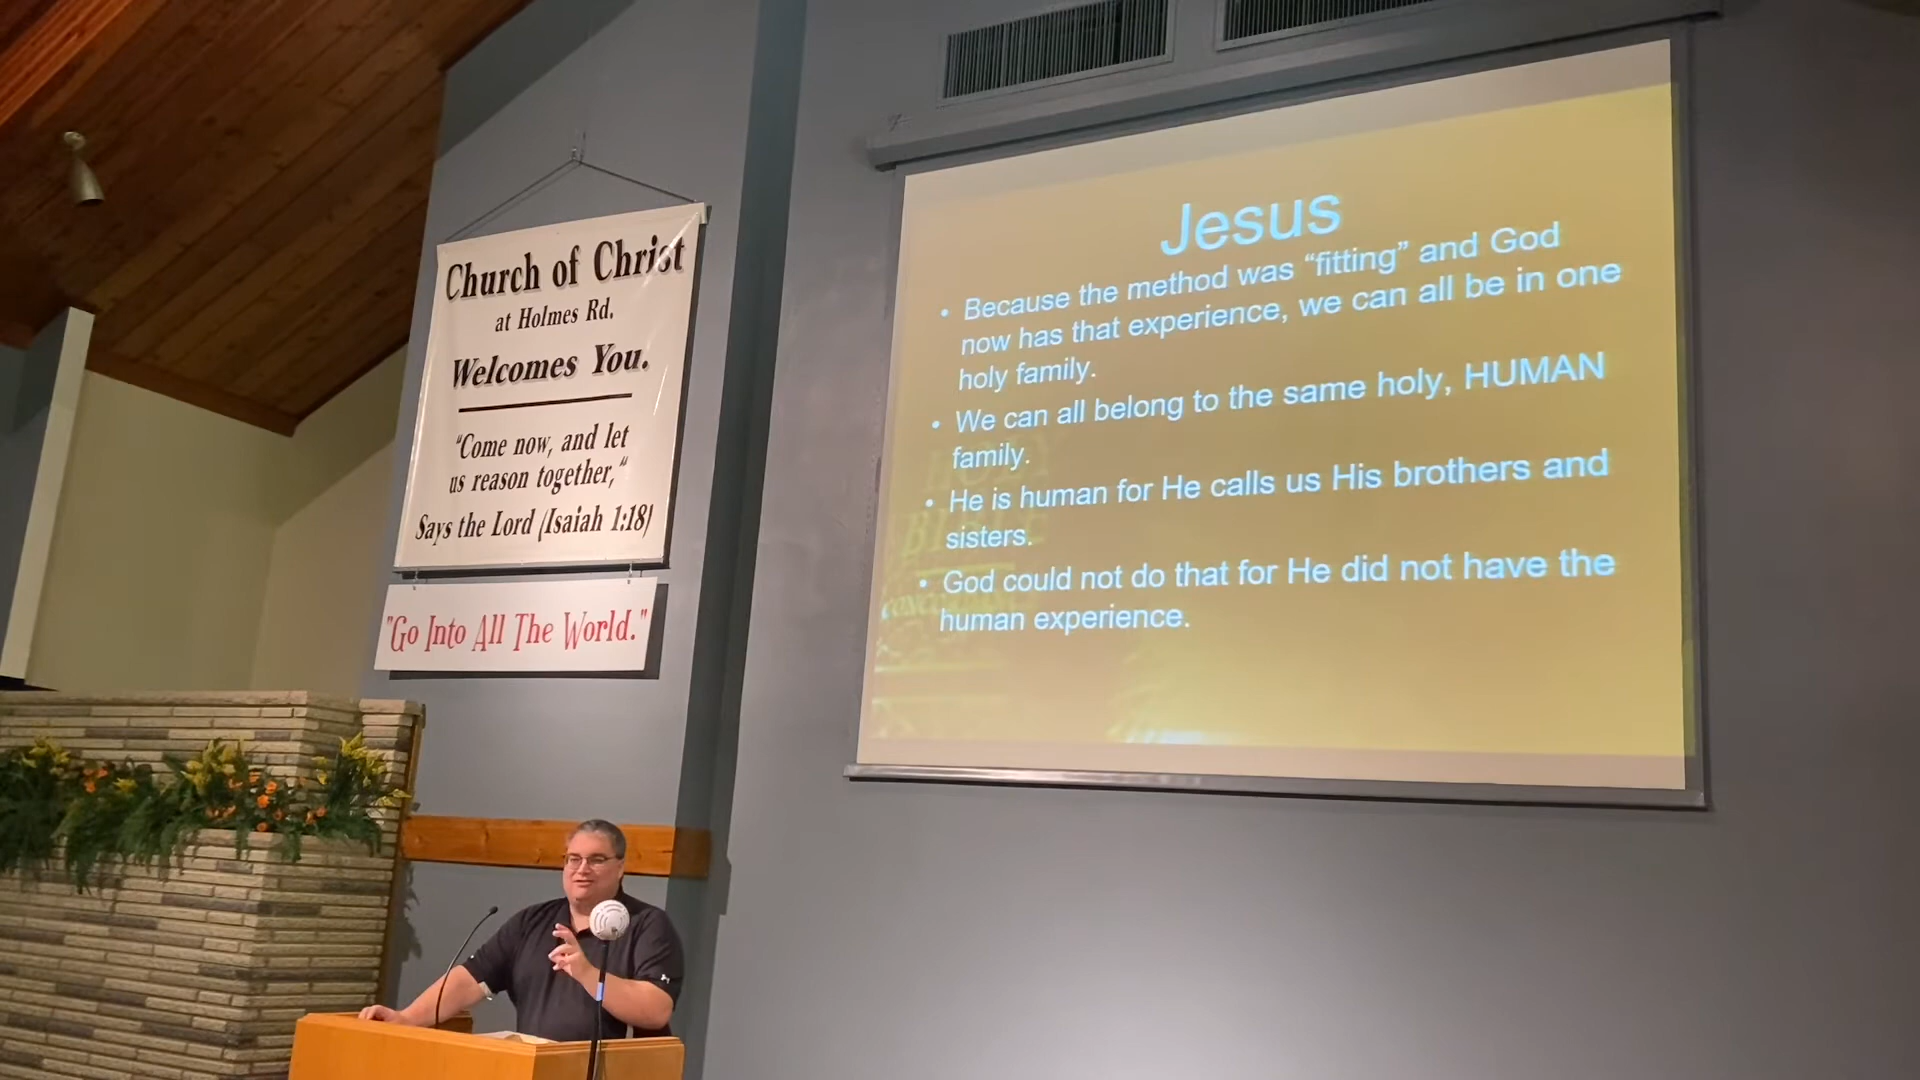 Church of Christ
at Holmes Rd.
Welcomes You.
"Come now, and let
us reason together,"
Says the Lord (Isaiah 1:18)
"Go Into All The World."
Jesus
• Because the method was “fitting” and God
now has that experience, we can all be in one
holy family.
• We can all belong to the same holy, HUMAN
family.
• He is human for He calls us His brothers and
sisters.
• God could not do that for He did not have the
human experience.
HOLY
BIBLE